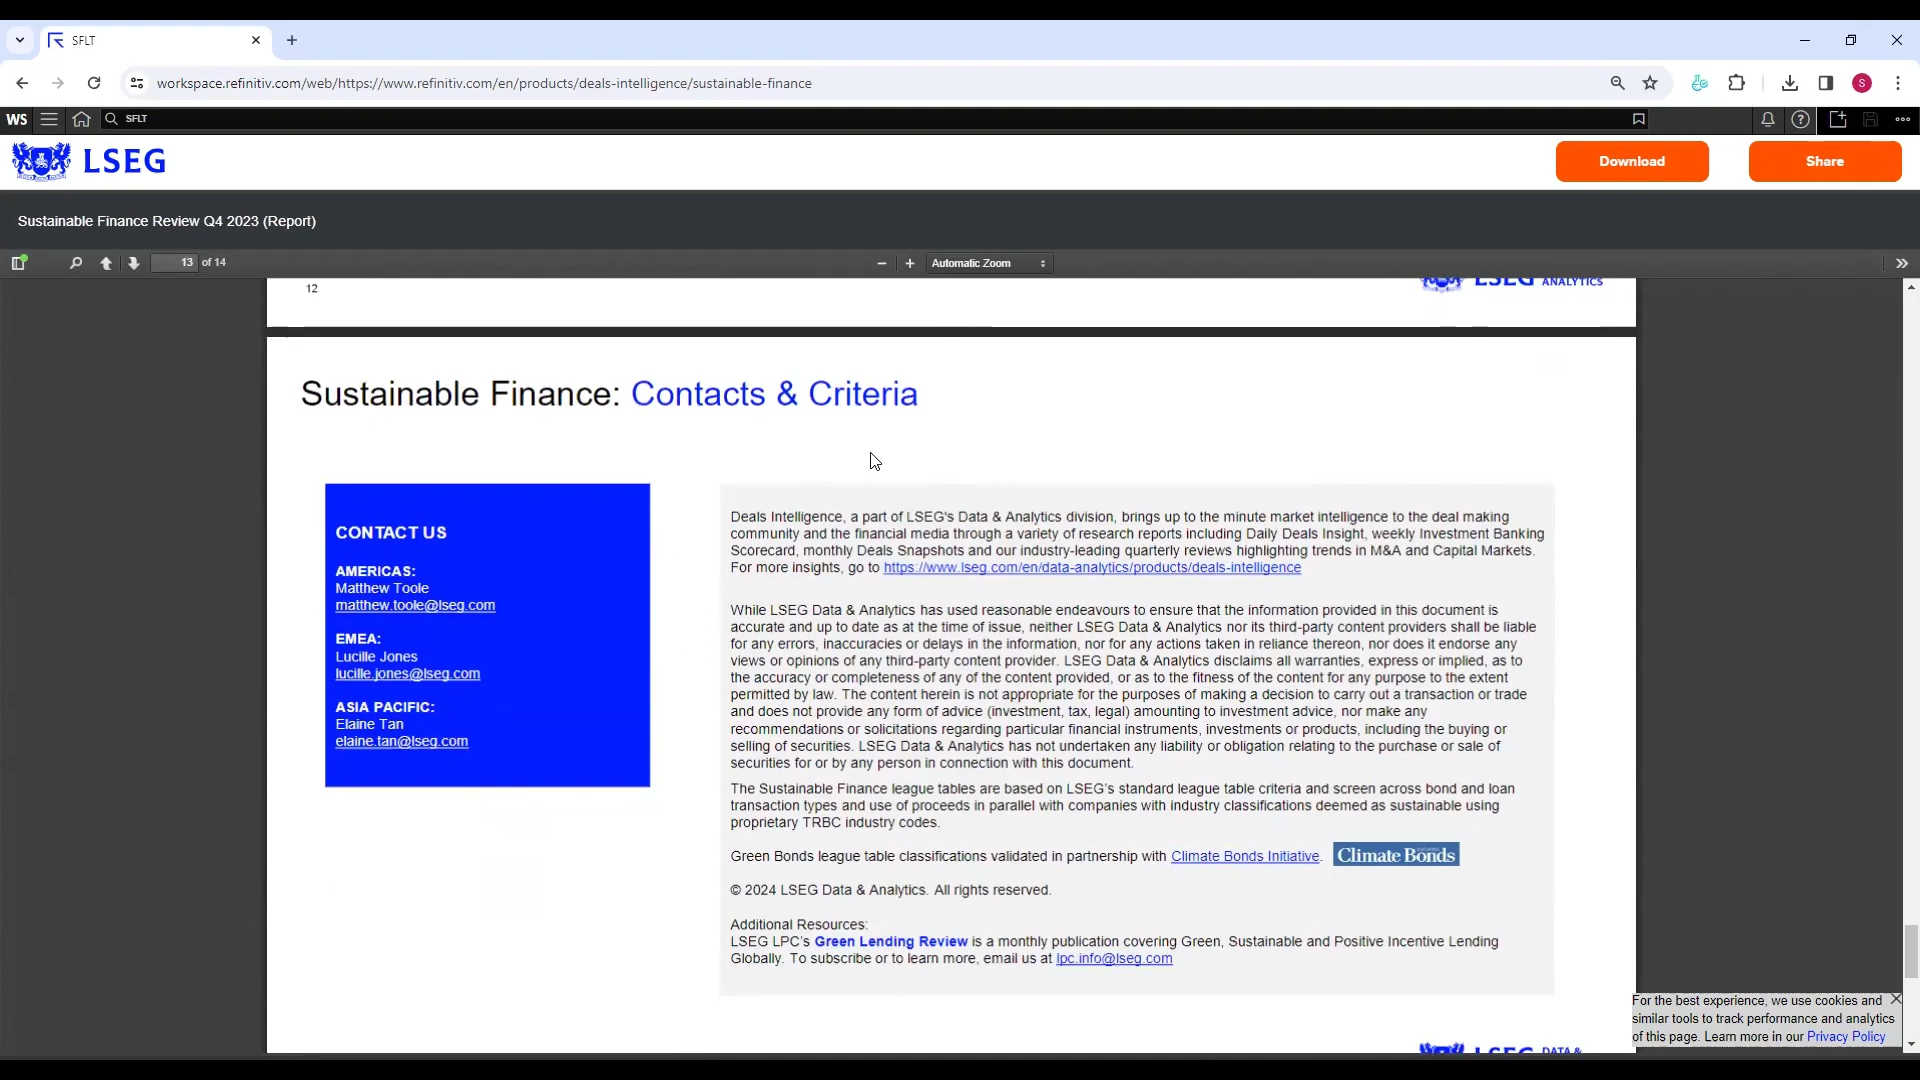 SFLT
workspace.refinitiv.com/web/https://www.refinitiv.com/en/products/deals-intelligence/sustainable-finance
S
WS
SFLT
LSEG
Download
Share
Sustainable Finance Review Q4 2023 (Report)
13 of 14
Automatic Zoom
12
LSEG ANALYTICS
Sustainable Finance: Contacts & Criteria
CONTACT US
AMERICAS:
Matthew Toole
matthew.toole@lseg.com
EMEA:
Lucille Jones
lucille.jones@lseg.com
ASIA PACIFIC:
Elaine Tan
elaine.tan@lseg.com
Deals Intelligence, a part of LSEG's Data & Analytics division, brings up to the minute market intelligence to the deal making
community and the financial media through a variety of research reports including Daily Deals Insight, weekly Investment Banking
Scorecard, monthly Deals Snapshots and our industry-leading quarterly reviews highlighting trends in M&A and Capital Markets.
For more insights, go to https://www.lseg.com/en/data-analytics/products/deals-intelligence
While LSEG Data & Analytics has used reasonable endeavours to ensure that the information provided in this document is
accurate and up to date as at the time of issue, neither LSEG Data & Analytics nor its third-party content providers shall be liable
for any errors, inaccuracies or delays in the information, nor for any actions taken in reliance thereon, nor does it endorse any
views or opinions of any third-party content provider. LSEG Data & Analytics disclaims all warranties, express or implied, as to
the accuracy or completeness of any of the content provided, or as to the fitness of the content for any purpose to the extent
permitted by law. The content herein is not appropriate for the purposes of making a decision to carry out a transaction or trade
and does not provide any form of advice (investment, tax, legal) amounting to investment advice, nor make any
recommendations or solicitations regarding particular financial instruments, investments or products, including the buying or
selling of securities. LSEG Data & Analytics has not undertaken any liability or obligation relating to the purchase or sale of
securities for or by any person in connection with this document.
The Sustainable Finance league tables are based on LSEG's standard league table criteria and screen across bond and loan
transaction types and use of proceeds in parallel with companies with industry classifications deemed as sustainable using
proprietary TRBC industry codes.
Green Bonds league table classifications validated in partnership with Climate Bonds Initiative. Climate Bonds
© 2024 LSEG Data & Analytics. All rights reserved.
Additional Resources:
LSEG LPC's Green Lending Review is a monthly publication covering Green, Sustainable and Positive Incentive Lending
Globally. To subscribe or to learn more, email us at lpc.info@lseg.com
LSEG DATA &
For the best experience, we use cookies and
similar tools to track performance and analytics
of this page. Learn more in our Privacy Policy